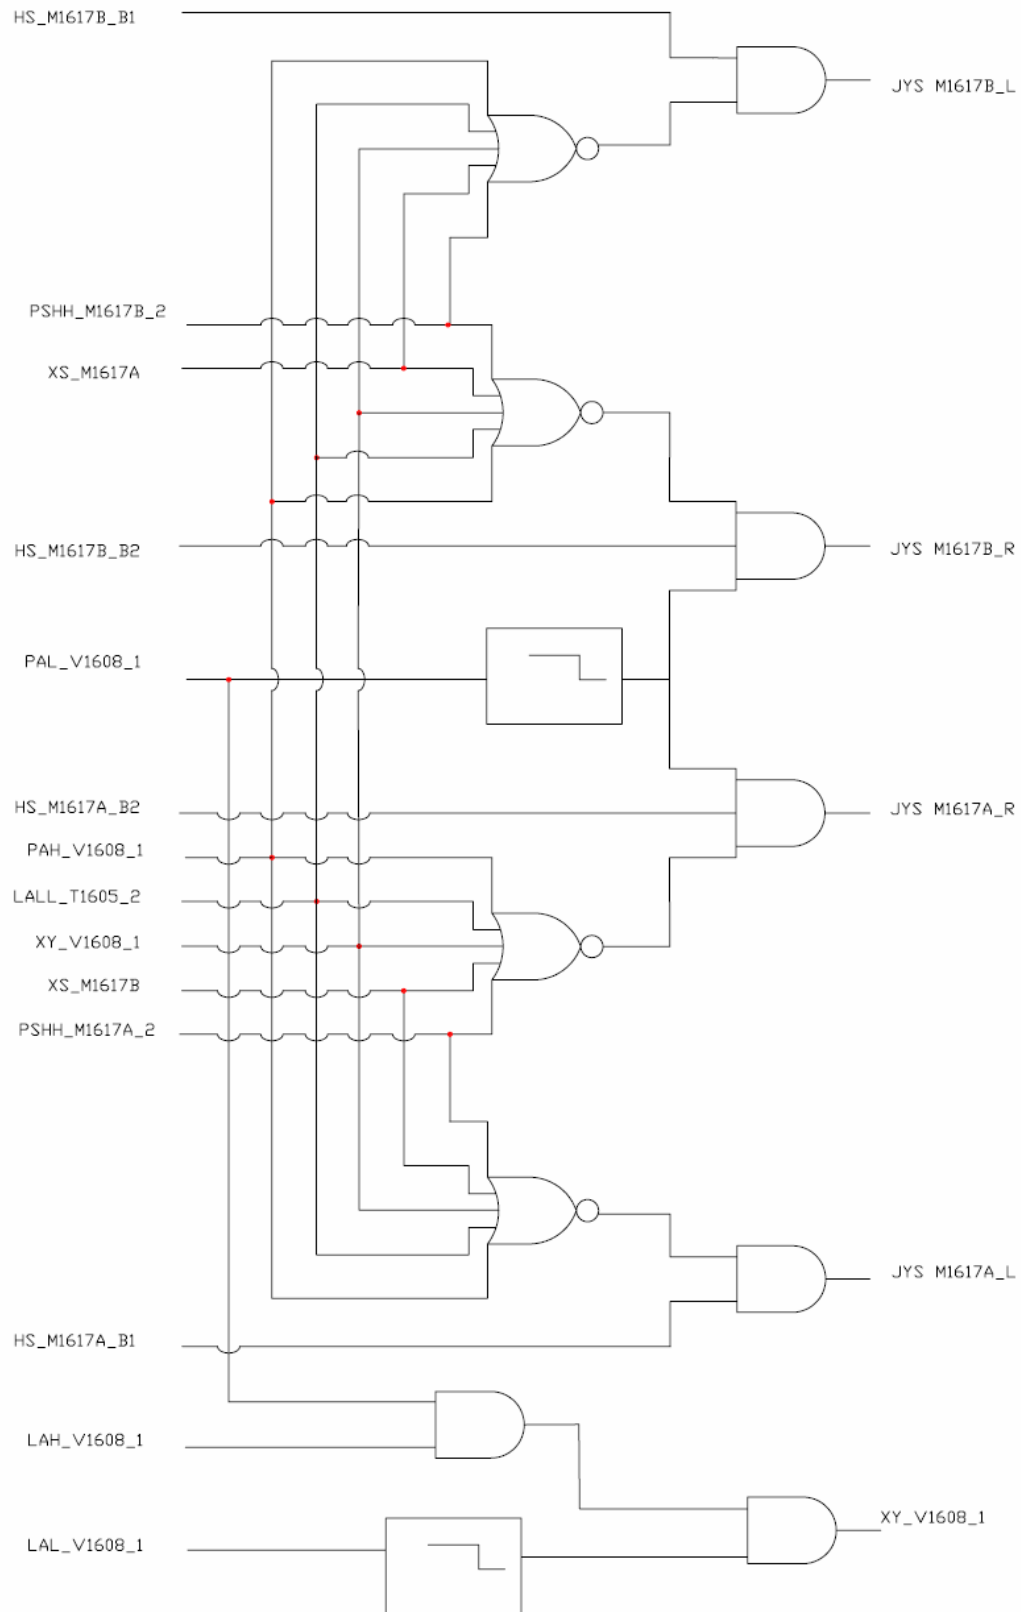 HS_M1617B_B1
JYS M1617B_L
PSHH_M1617B_2
XS_M1617A
HS_M1617B_B2
JYS M1617B_R
PAL_V1608_1
HS_M1617A_B2
JYS M1617A_R
PAH_V1608_1
LALL_T1605_2
XY_V1608_1
XS_M1617B
PSHH_M1617A_2
JYS M1617A_L
HS_M1617A_B1
LAH_V1608_1
XY_V1608_1
LAL_V1608_1